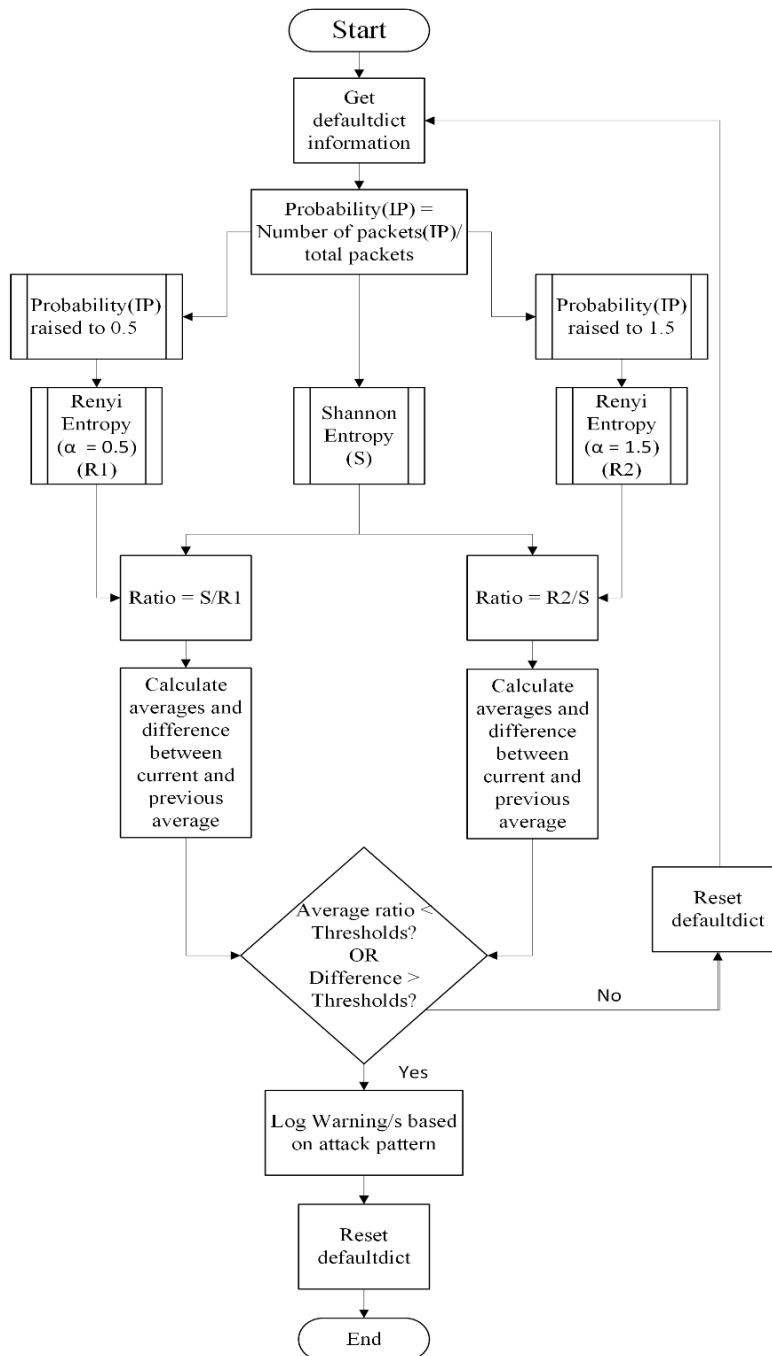 Start
Get
defaultdict
information
Probability(IP) =
Number of packets(IP)/
total packets
Probability(IP)
raised to 0.5
Probability(IP)
raised to 1.5
Renyi
Entropy
(α = 0.5)
(R1)
Shannon
Entropy
(S)
Renyi
Entropy
(α = 1.5)
(R2)
Ratio = S/R1
Ratio = R2/S
Calculate
averages and
difference
between
current and
previous
average
Calculate
averages and
difference
between
current and
previous
average
Average ratio <
Thresholds?
OR
Difference >
Thresholds?
Reset
defaultdict
No
Yes
Log Warning/s based
on attack pattern
Reset
defaultdict
End